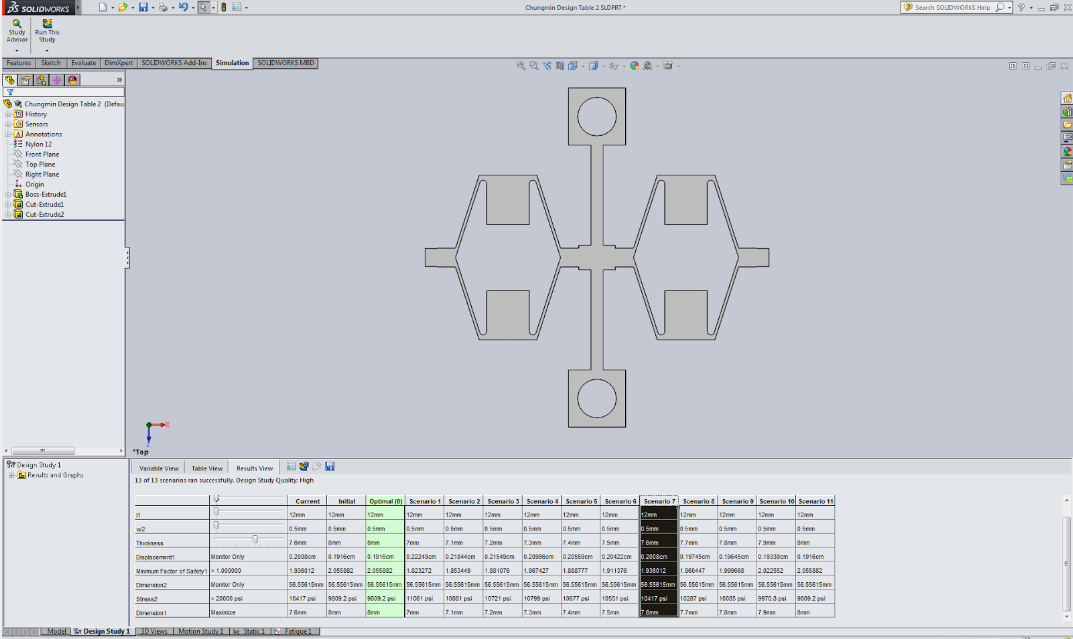 SOLIDWORKS
Chungmin Design Table 2.SLDPRT *
Search SOLIDWORKS Help
Study Advisor
Run This Study
Features Sketch Evaluate DimXpert SOLIDWORKS Add-Ins Simulation SOLIDWORKS MBD
Chungmin Design Table 2 (Defau
History
Sensors
Annotations
Nylon 12
Front Plane
Top Plane
Right Plane
Origin
Boss-Extrude1
Cut-Extrude1
Cut-Extrude2
X
*Top
Design Study 1
Results and Graphs
Variable View Table View Results View
13 of 13 scenarios ran successfully. Design Study Quality: High
Current Initial Optimal (0) Scenario 1 Scenario 2 Scenario 3 Scenario 4 Scenario 5 Scenario 6 Scenario 7 Scenario 8 Scenario 9 Scenario 10 Scenario 11
12mm 12mm 12mm 12mm 12mm 12mm 12mm 12mm 12mm 12mm 12mm 12mm 12mm 12mm
w2 0.5mm 0.5mm 0.5mm 0.5mm 0.5mm 0.5mm 0.5mm 0.5mm 0.5mm 0.5mm 0.5mm 0.5mm 0.5mm 0.5mm
Thickness 7.6mm 8mm 8mm 7mm 7.1mm 7.2mm 7.3mm 7.4mm 7.5mm 7.6mm 7.7mm 7.8mm 7.9mm 8mm
Displacement1 Monitor Only 0.2008cm 0.1916cm 0.1916cm 0.22249cm 0.21844cm 0.21549cm 0.20986cm 0.20559cm 0.20422cm 0.2008cm 0.19745cm 0.19645cm 0.19339cm 0.1916cm
Minimum Factor of Safety1 > 1.000000 1.936012 2.055882 2.055882 1.823272 1.853449 1.881076 1.867427 1.888777 1.911376 1.936012 1.960447 1.999668 2.022552 2.055882
Dimension2 Monitor Only 56.55615mm 56.55615mm 56.55615mm 56.55615mm 56.55615mm 56.55615mm 56.55615mm 56.55615mm 56.55615mm 56.55615mm 56.55615mm 56.55615mm 56.55615mm 56.55615mm
Stress2 < 20000 psi 10417 psi 9809.2 psi 9809.2 psi 11061 psi 10881 psi 10721 psi 10799 psi 10677 psi 10551 psi 10417 psi 10287 psi 10085 psi 9970.8 psi 9809.2 psi
Dimension1 Maximize 7.6mm 8mm 8mm 7mm 7.1mm 7.2mm 7.3mm 7.4mm 7.5mm 7.6mm 7.7mm 7.8mm 7.9mm 8mm
Model Design Study 1 3D Views Motion Study 1 Static 1 Fatigue 1